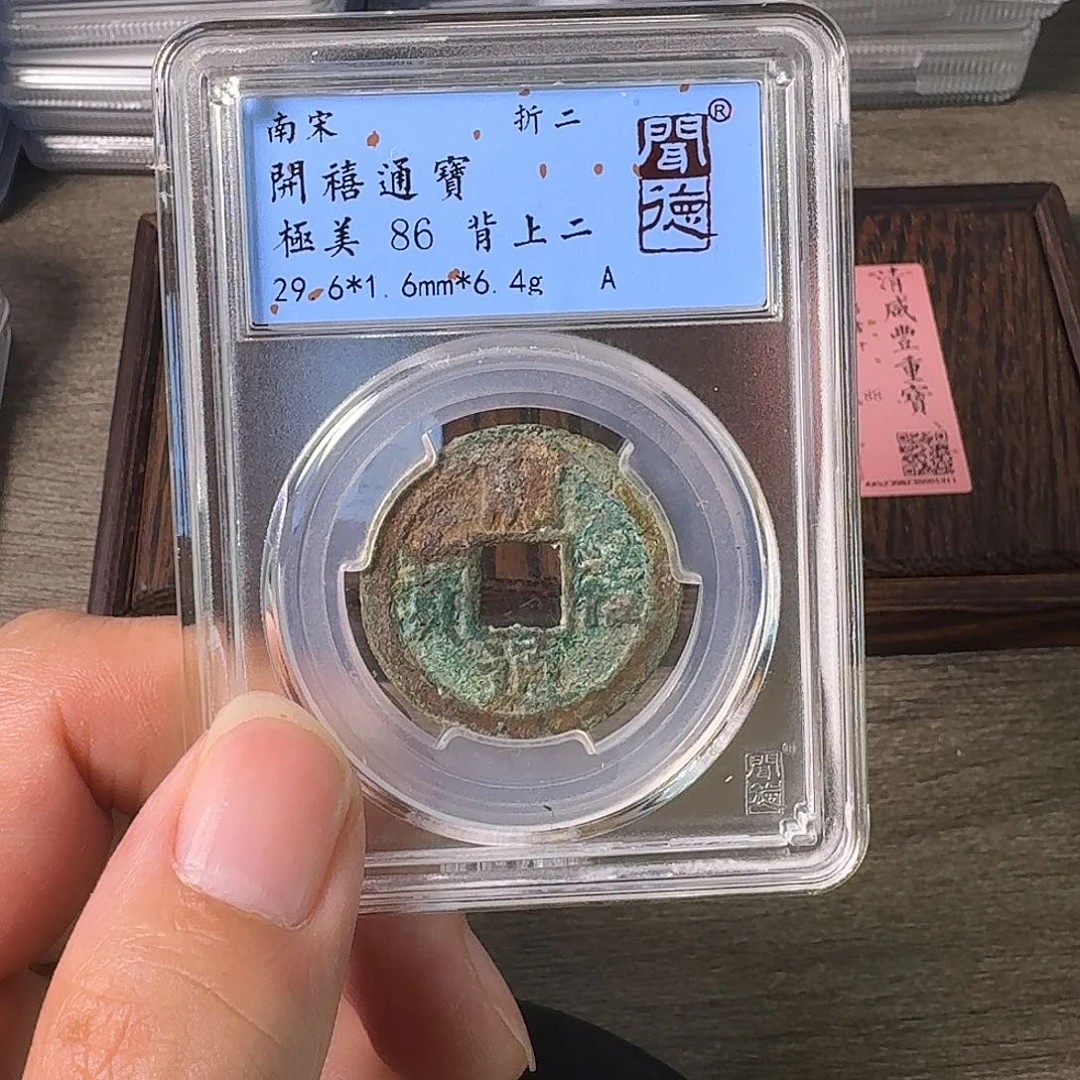 南宋 折二
開禧通寶
極美 86 背上二
29.6*1.6mm*6.4g A
聞德®
聞德
清咸豐重寶
88